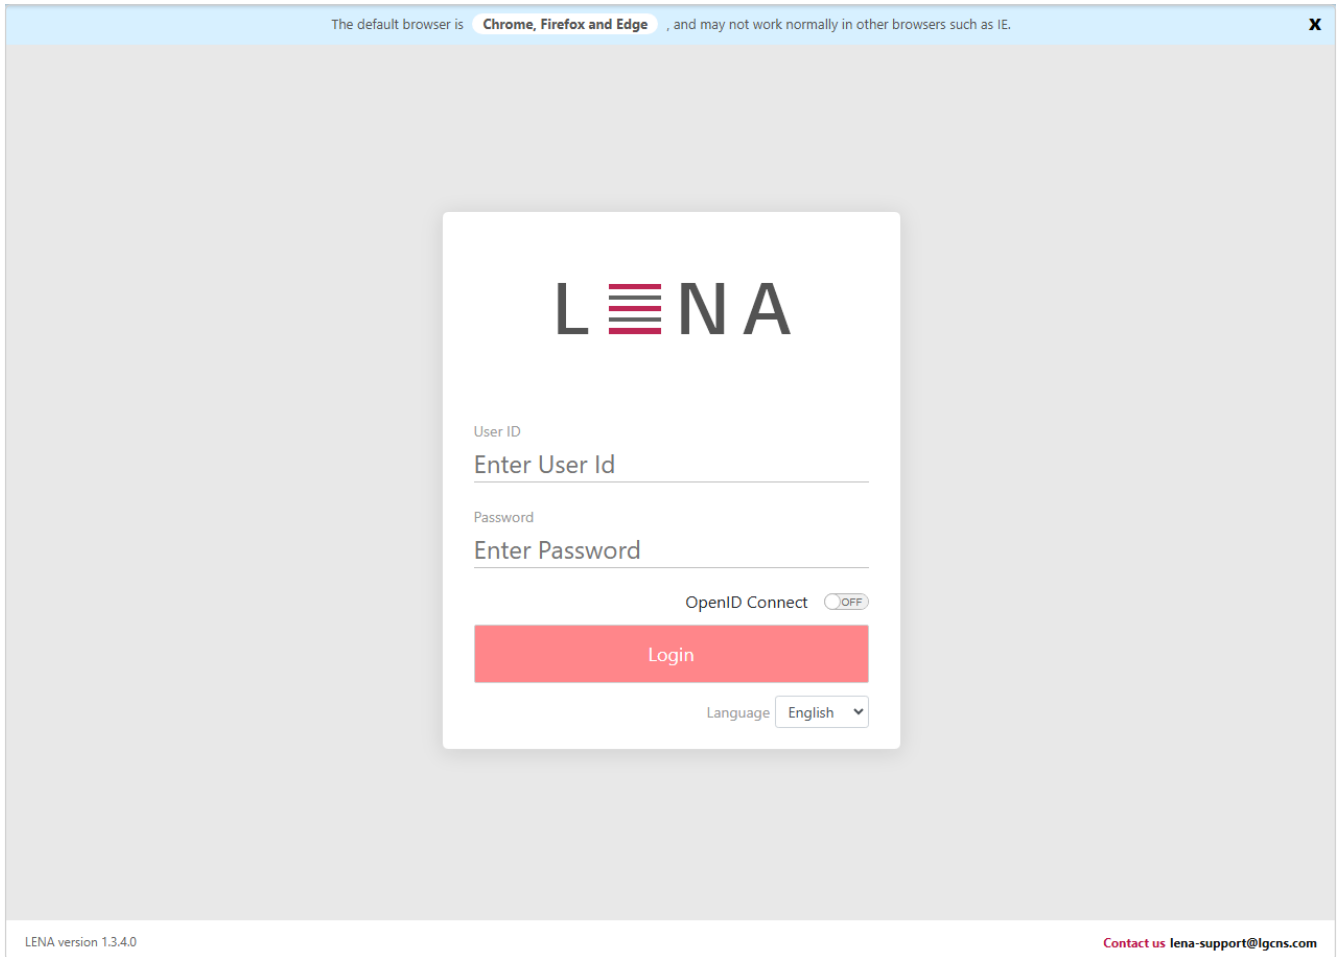 The default browser is Chrome, Firefox and Edge , and may not work normally in other browsers such as IE. X
LENA
User ID
Enter User Id
Password
Enter Password
OpenID Connect OFF
Login
Language English
LENA version 1.3.4.0
Contact us lena-support@lgcns.com